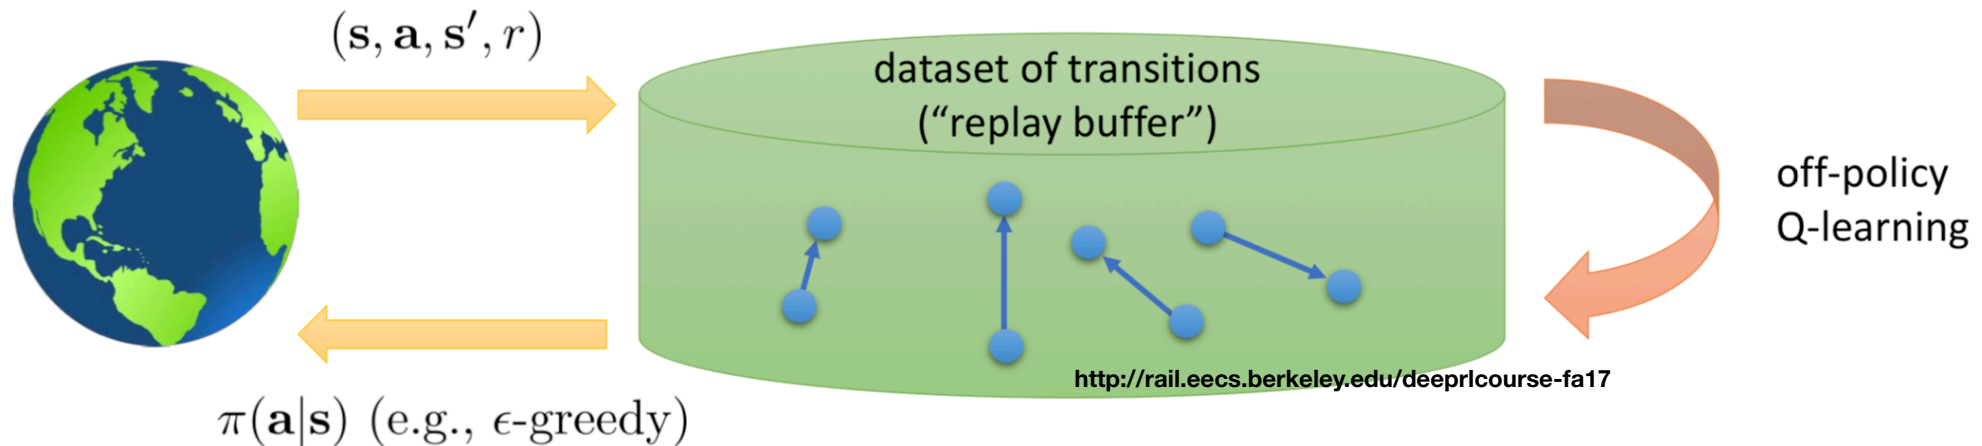 (s, a, s′, r)
dataset of transitions
(“replay buffer”)
off-policy
Q-learning
http://rail.eecs.berkeley.edu/deeprlcourse-fa17
π(a|s) (e.g., ϵ-greedy)